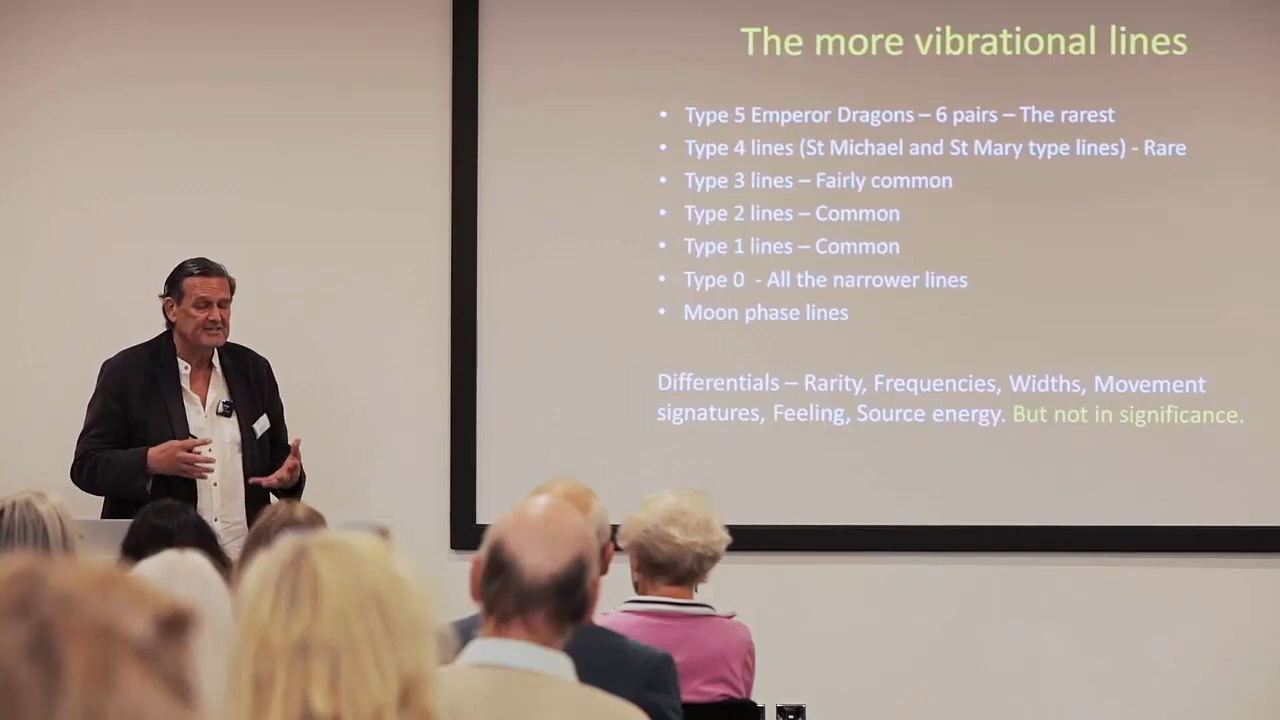 The more vibrational lines
• Type 5 Emperor Dragons – 6 pairs – The rarest
• Type 4 lines (St Michael and St Mary type lines) - Rare
• Type 3 lines – Fairly common
• Type 2 lines – Common
• Type 1 lines – Common
• Type 0 - All the narrower lines
• Moon phase lines
Differentials – Rarity, Frequencies, Widths, Movement
signatures, Feeling, Source energy. But not in significance.